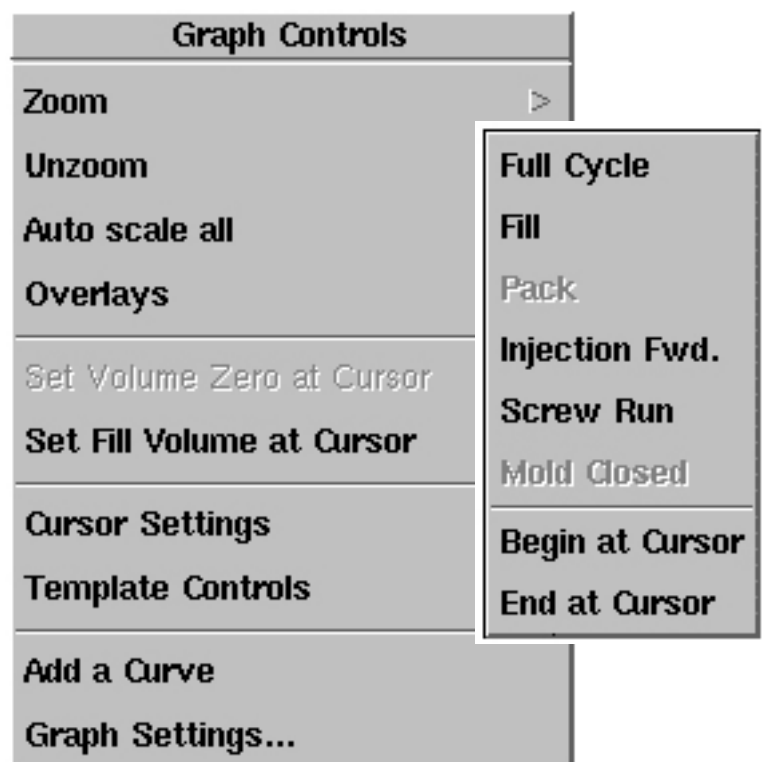 Graph Controls
Zoom
Unzoom
Auto scale all
Overlays
Set Volume Zero at Cursor
Set Fill Volume at Cursor
Cursor Settings
Template Controls
Add a Curve
Graph Settings...
Full Cycle
Fill
Pack
Injection Fwd.
Screw Run
Mold Closed
Begin at Cursor
End at Cursor